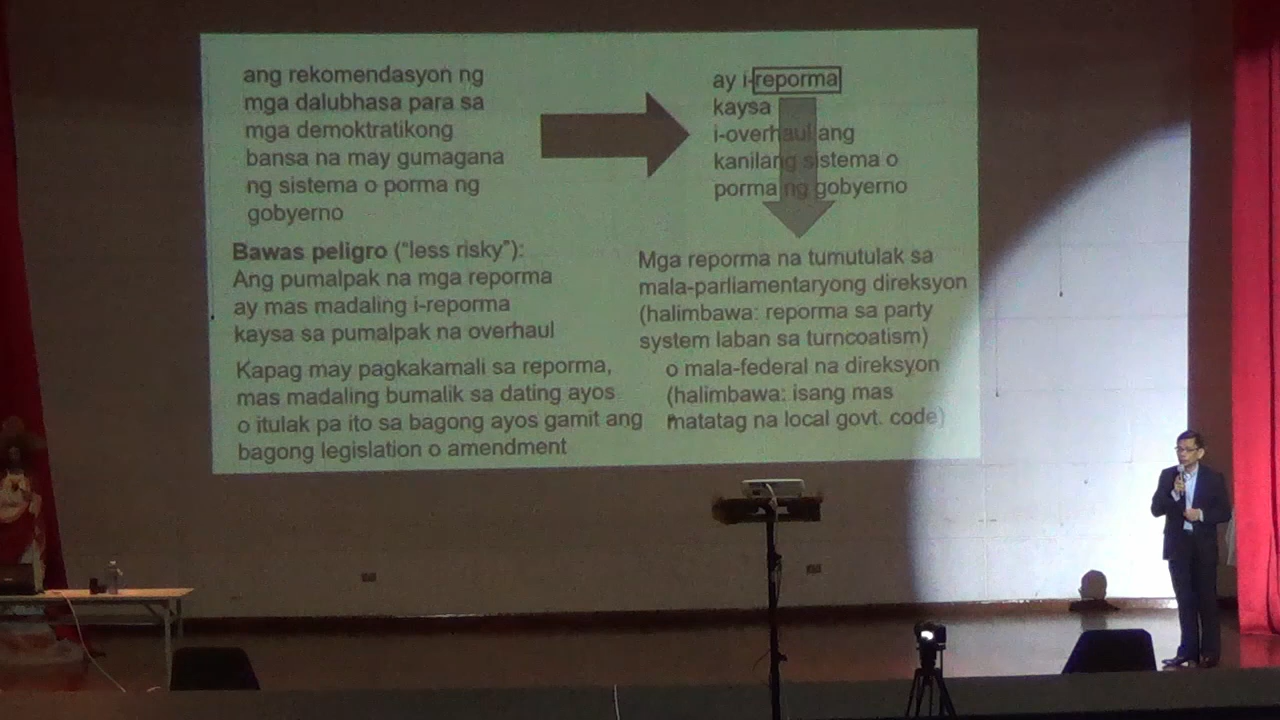 ang rekomendasyon ng
mga dalubhasa para sa
mga demoktratikong
bansa na may gumagana
ng sistema o porma ng
gobyerno
ay i-reporma
kaysa
i-overhaul ang
kanilang sistema o
porma ng gobyerno
Bawas peligro (“less risky”):
Ang pumalpak na mga reporma
ay mas madaling i-reporma
kaysa sa pumalpak na overhaul
Kapag may pagkakamali sa reporma,
mas madaling bumalik sa dating ayos
o itulak pa ito sa bagong ayos gamit ang
bagong legislation o amendment
Mga reporma na tumutulak sa
mala-parliamentaryong direksyon
(halimbawa: reporma sa party
system laban sa turncoatism)
o mala-federal na direksyon
(halimbawa: isang mas
matatag na local govt. code)